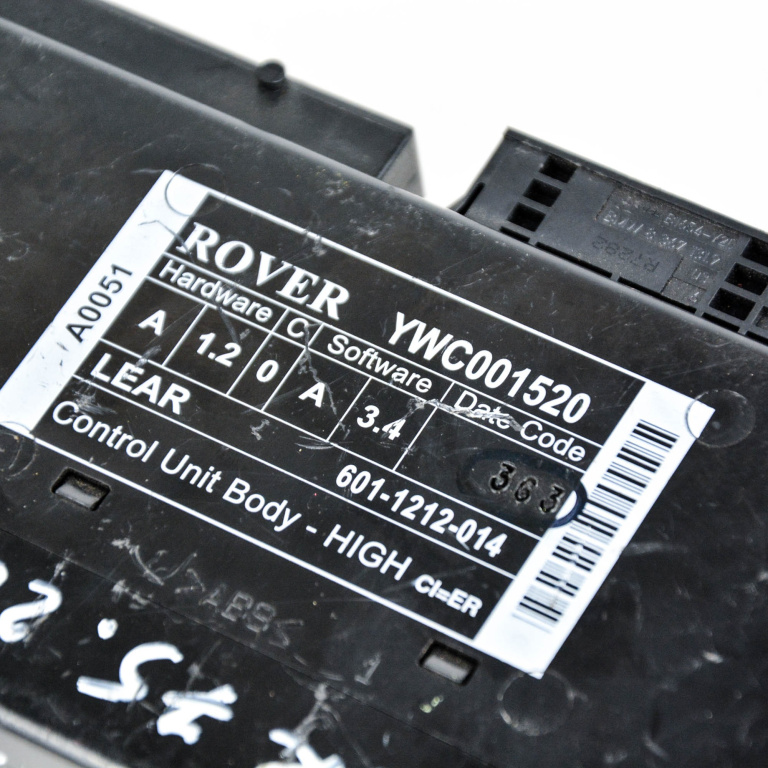 A0051
ROVER YWC001520
Hardware C Software Date Code
A 1.2 0 A 3.4 363
LEAR 601-1212-014
Control Unit Body - HIGH CI=ER
>ABS<